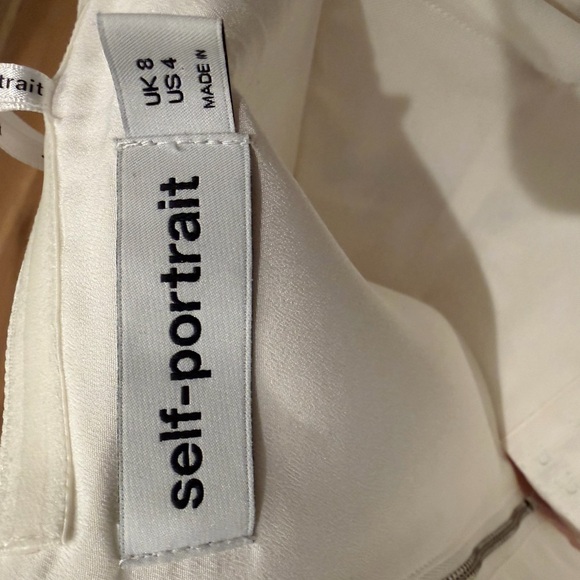 self-portrait
UK 8
US 4
MADE IN
trait